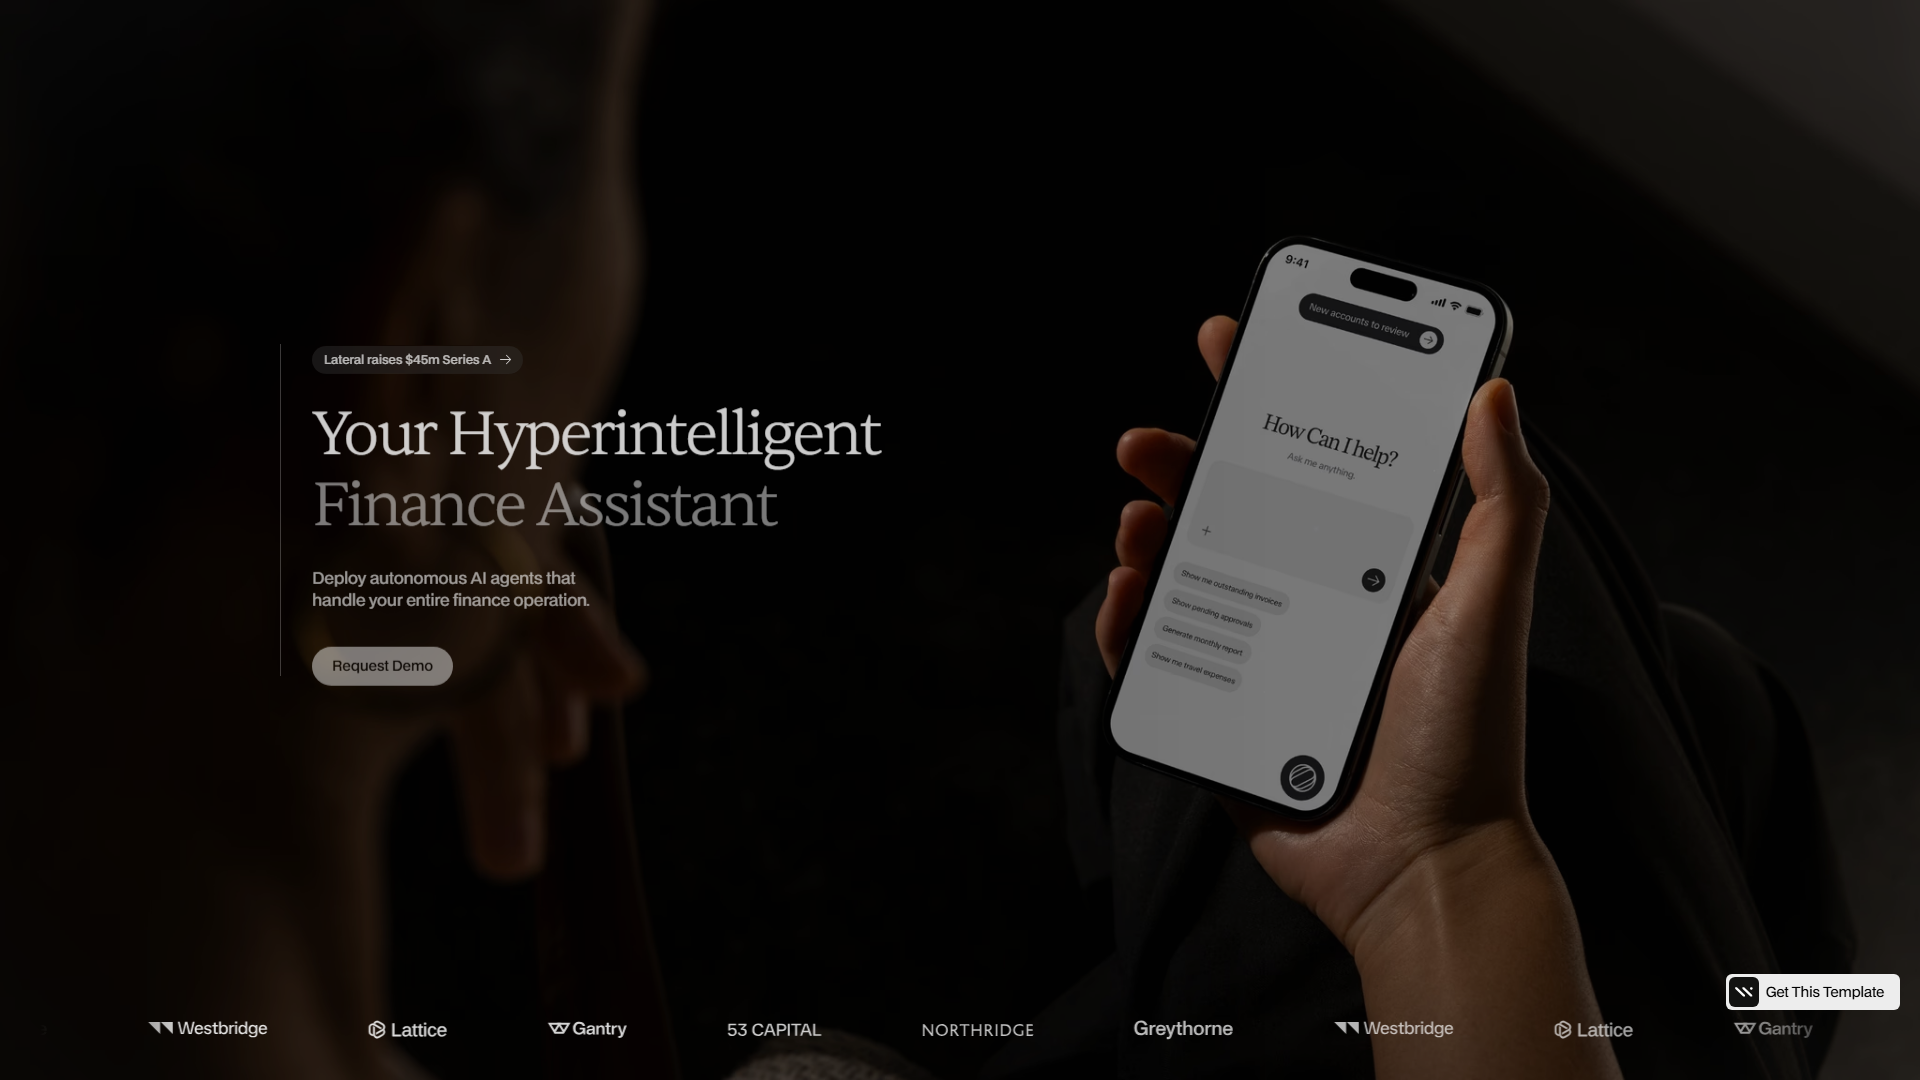 Lateral raises $45m Series A
Your Hyperintelligent
Finance Assistant
Deploy autonomous AI agents that
handle your entire finance operation.
Request Demo
9:41
New accounts to review
How Can I help?
Ask me anything.
Show me outstanding invoices
Show pending approvals
Generate monthly report
Show me travel expenses
Get This Template
Westbridge
Lattice
Gantry
53 CAPITAL
NORTHRIDGE
Greythorne
Westbridge
Lattice
Gantry